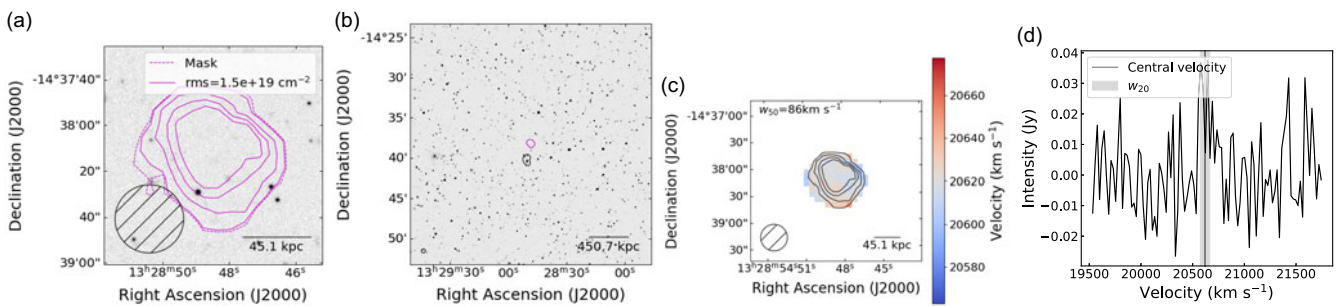 (a)
Mask
rms=1.5e+19 cm⁻²
-14°37'40"
38'00"
20"
40"
39'00"
45.1 kpc
13ʰ28ᵐ50ˢ 48ˢ 46ˢ
Right Ascension (J2000)
Declination (J2000)
(b)
-14°25'
30'
35'
40'
45'
50'
450.7 kpc
13ʰ29ᵐ30ˢ 00ˢ 28ᵐ30ˢ 00ˢ
Right Ascension (J2000)
Declination (J2000)
(c)
w₅₀=86km s⁻¹
-14°37'00"
30"
38'00"
30"
39'00"
30"
45.1 kpc
13ʰ28ᵐ54ˢ51ˢ 48ˢ 45ˢ
Right Ascension (J2000)
Declination (J2000)
20660
20640
20620
20600
20580
Velocity (km s⁻¹)
(d)
Central velocity
w₂₀
0.04
0.03
0.02
0.01
0.00
−0.01
−0.02
Intensity (Jy)
19500 20000 20500 21000 21500
Velocity (km s⁻¹)